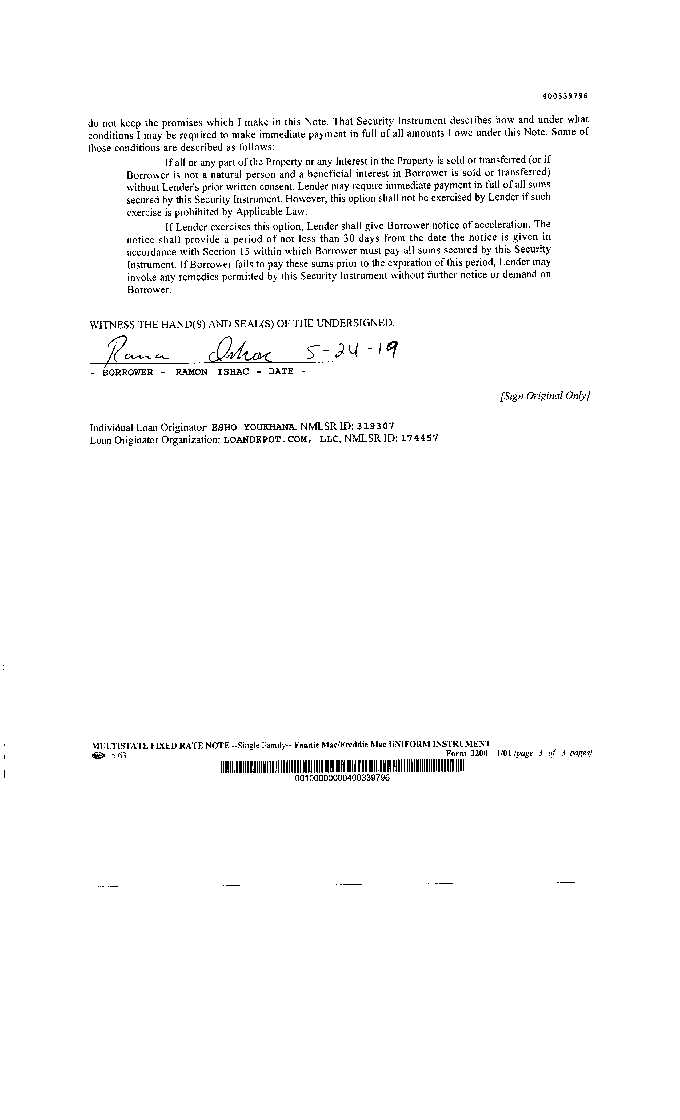 400339796
do not keep the promises which I make in this Note. That Security Instrument describes how and under what
conditions I may be required to make immediate payment in full of all amounts I owe under this Note. Some of
those conditions are described as follows:
If all or any part of the Property or any Interest in the Property is sold or transferred (or if
Borrower is not a natural person and a beneficial interest in Borrower is sold or transferred)
without Lender's prior written consent, Lender may require immediate payment in full of all sums
secured by this Security Instrument. However, this option shall not be exercised by Lender if such
exercise is prohibited by Applicable Law.
If Lender exercises this option, Lender shall give Borrower notice of acceleration. The
notice shall provide a period of not less than 30 days from the date the notice is given in
accordance with Section 15 within which Borrower must pay all sums secured by this Security
Instrument. If Borrower fails to pay these sums prior to the expiration of this period, Lender may
invoke any remedies permitted by this Security Instrument without further notice or demand on
Borrower.
WITNESS THE HAND(S) AND SEAL(S) OF THE UNDERSIGNED.
5-24-19
- BORROWER - RAMON ISHAC - DATE -
[Sign Original Only]
Individual Loan Originator: ESHO YOUKHANA, NMLSR ID: 319307
Loan Originator Organization: LOANDEPOT.COM, LLC, NMLSR ID: 174457
MULTISTATE FIXED RATE NOTE --Single Family-- Fannie Mae/Freddie Mac UNIFORM INSTRUMENT
Form 3200 1/01 (page 3 of 3 pages)